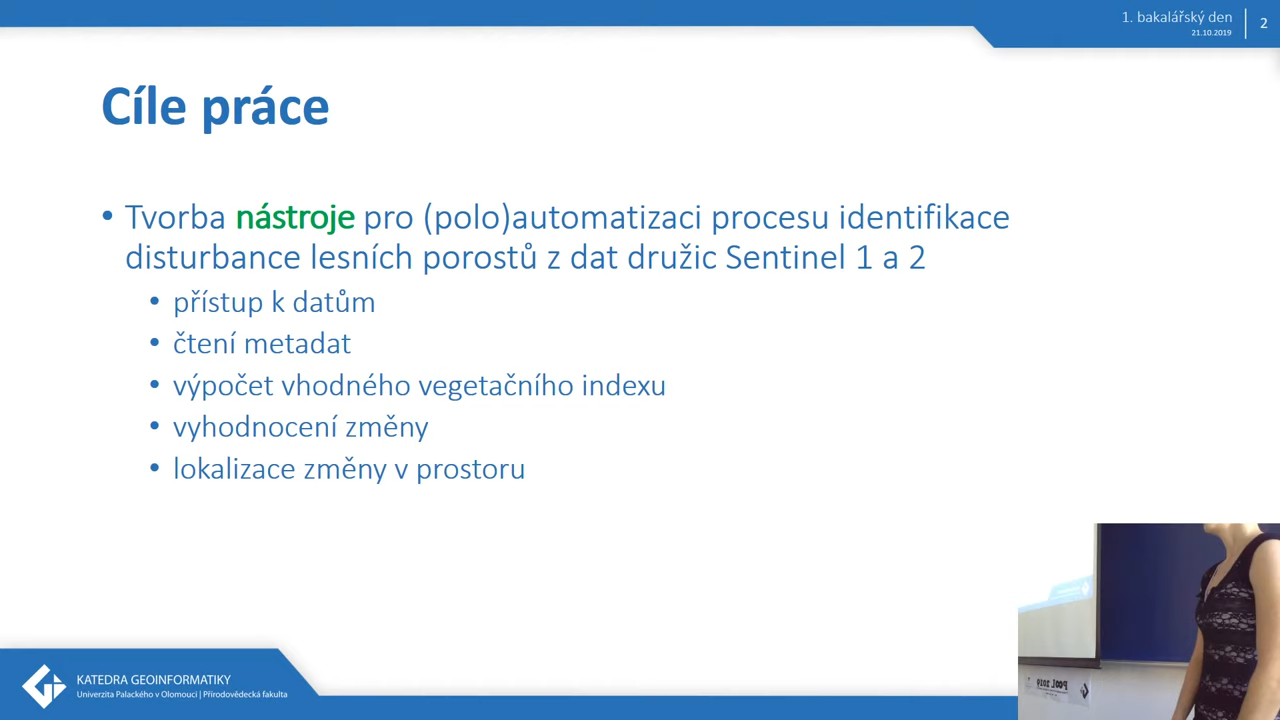 1. bakalářský den
21.10.2019
2
Cíle práce
• Tvorba nástroje pro (polo)automatizaci procesu identifikace
disturbance lesních porostů z dat družic Sentinel 1 a 2
• přístup k datům
• čtení metadat
• výpočet vhodného vegetačního indexu
• vyhodnocení změny
• lokalizace změny v prostoru
KATEDRA GEOINFORMATIKY
Univerzita Palackého v Olomouci | Přírodovědecká fakulta